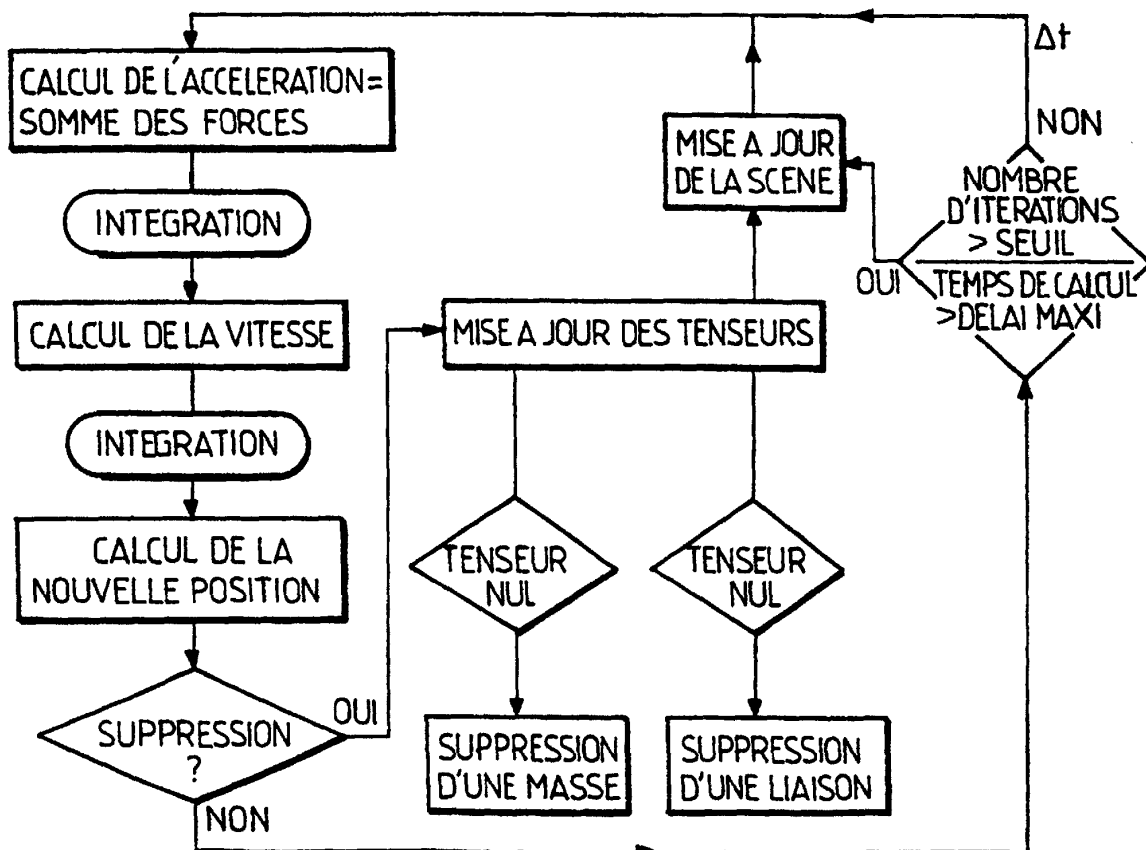 CALCUL DE L'ACCELERATION=
SOMME DES FORCES
INTEGRATION
CALCUL DE LA VITESSE
INTEGRATION
CALCUL DE LA
NOUVELLE POSITION
SUPPRESSION
?
OUI
NON
MISE A JOUR DES TENSEURS
TENSEUR
NUL
TENSEUR
NUL
SUPPRESSION
D'UNE MASSE
SUPPRESSION
D'UNE LIAISON
MISE A JOUR
DE LA SCENE
Δt
NON
NOMBRE
D'ITERATIONS
> SEUIL
OUI
TEMPS DE CALCUL
>DELAI MAXI